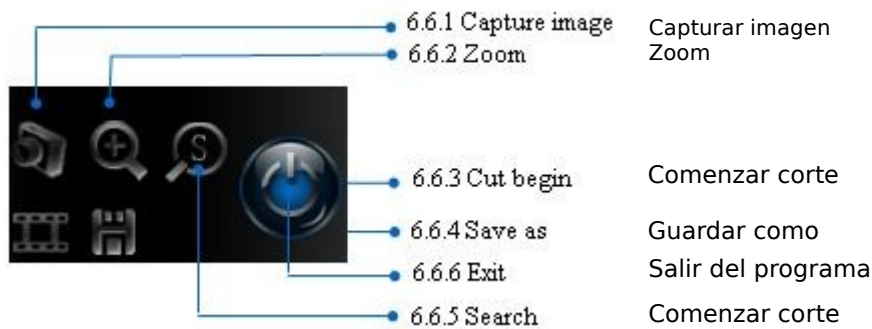 6.6.1 Capture image Capturar imagen
6.6.2 Zoom Zoom
S
6.6.3 Cut begin Comenzar corte
6.6.4 Save as Guardar como
6.6.6 Exit Salir del programa
6.6.5 Search Comenzar corte